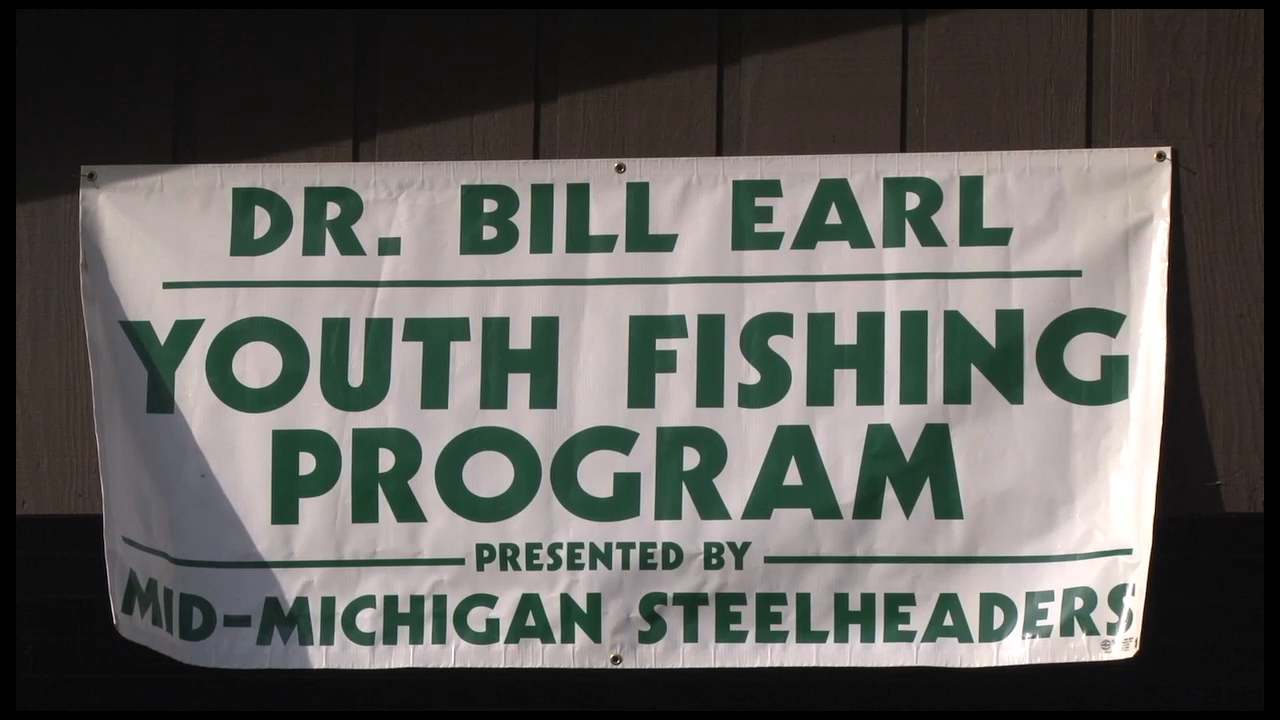 DR. BILL EARL
YOUTH FISHING
PROGRAM
PRESENTED BY
MID-MICHIGAN STEELHEADERS